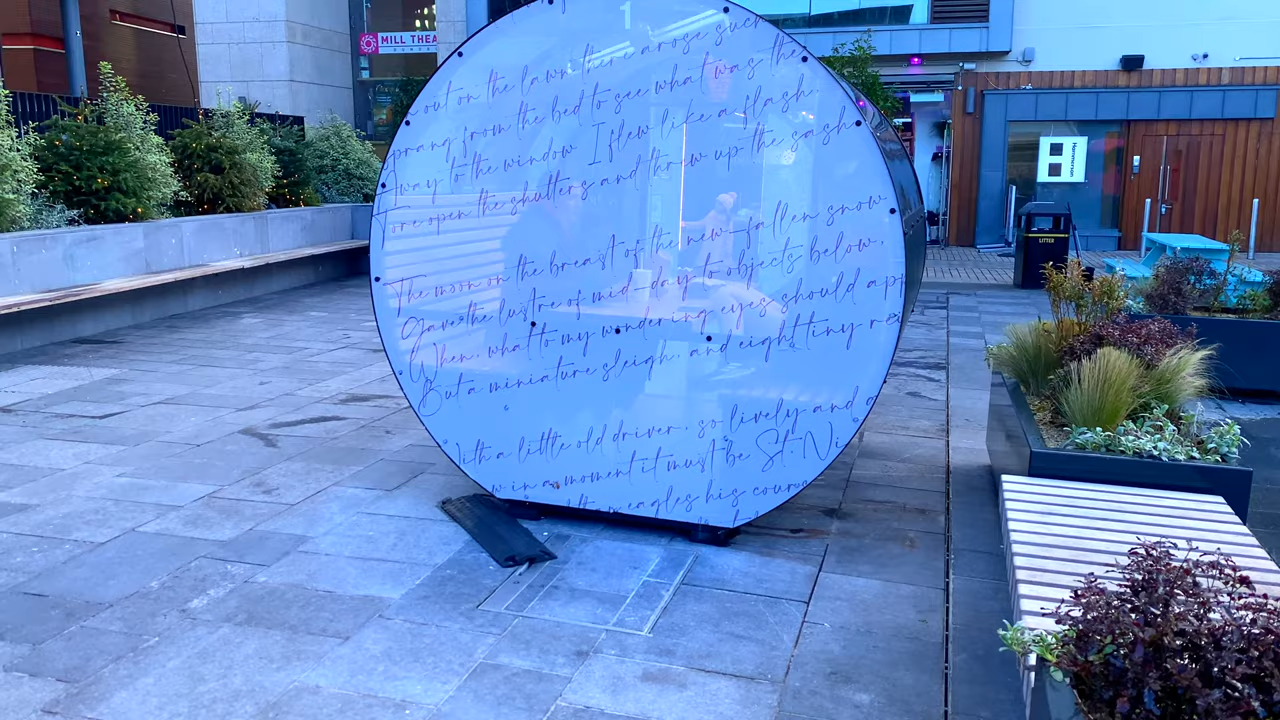 1
out on the lawn there arose such
prang from the bed to see what was the
Away to the window I flew like a flash
Tore open the shutters and threw up the sash
The moon on the breast of the new-fallen snow
Gave the lustre of mid-day to objects below,
When, what to my wondering eyes should app
But a miniature sleigh, and eight tiny rei
With a little old driver, so lively and q
w in a moment it must be St. Ni
eagles his cours
MILL THEA
DUNDRUM
Hammerson
LITTER